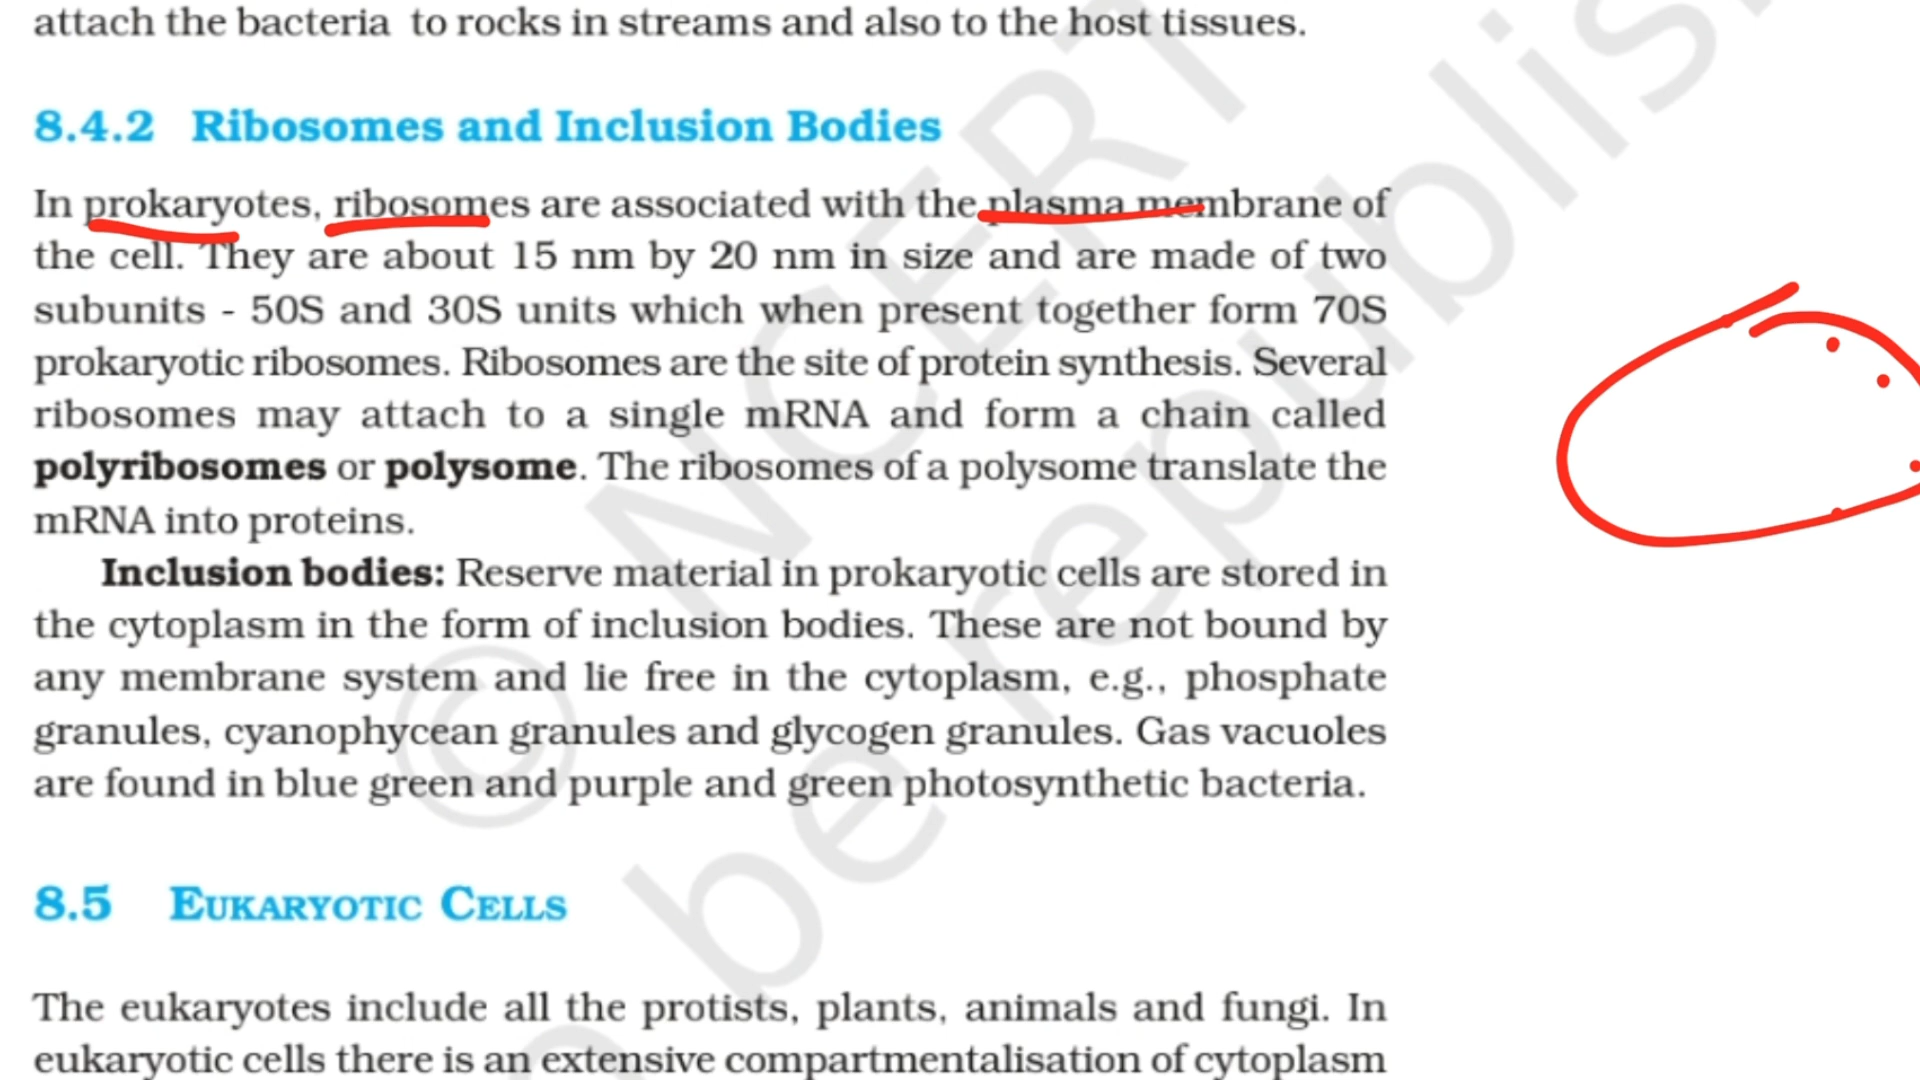 attach the bacteria to rocks in streams and also to the host tissues.
8.4.2 Ribosomes and Inclusion Bodies
In prokaryotes, ribosomes are associated with the plasma membrane of
the cell. They are about 15 nm by 20 nm in size and are made of two
subunits - 50S and 30S units which when present together form 70S
prokaryotic ribosomes. Ribosomes are the site of protein synthesis. Several
ribosomes may attach to a single mRNA and form a chain called
polyribosomes or polysome. The ribosomes of a polysome translate the
mRNA into proteins.
Inclusion bodies: Reserve material in prokaryotic cells are stored in
the cytoplasm in the form of inclusion bodies. These are not bound by
any membrane system and lie free in the cytoplasm, e.g., phosphate
granules, cyanophycean granules and glycogen granules. Gas vacuoles
are found in blue green and purple and green photosynthetic bacteria.
8.5 EUKARYOTIC CELLS
The eukaryotes include all the protists, plants, animals and fungi. In
eukaryotic cells there is an extensive compartmentalisation of cytoplasm
© NCERT
be republis